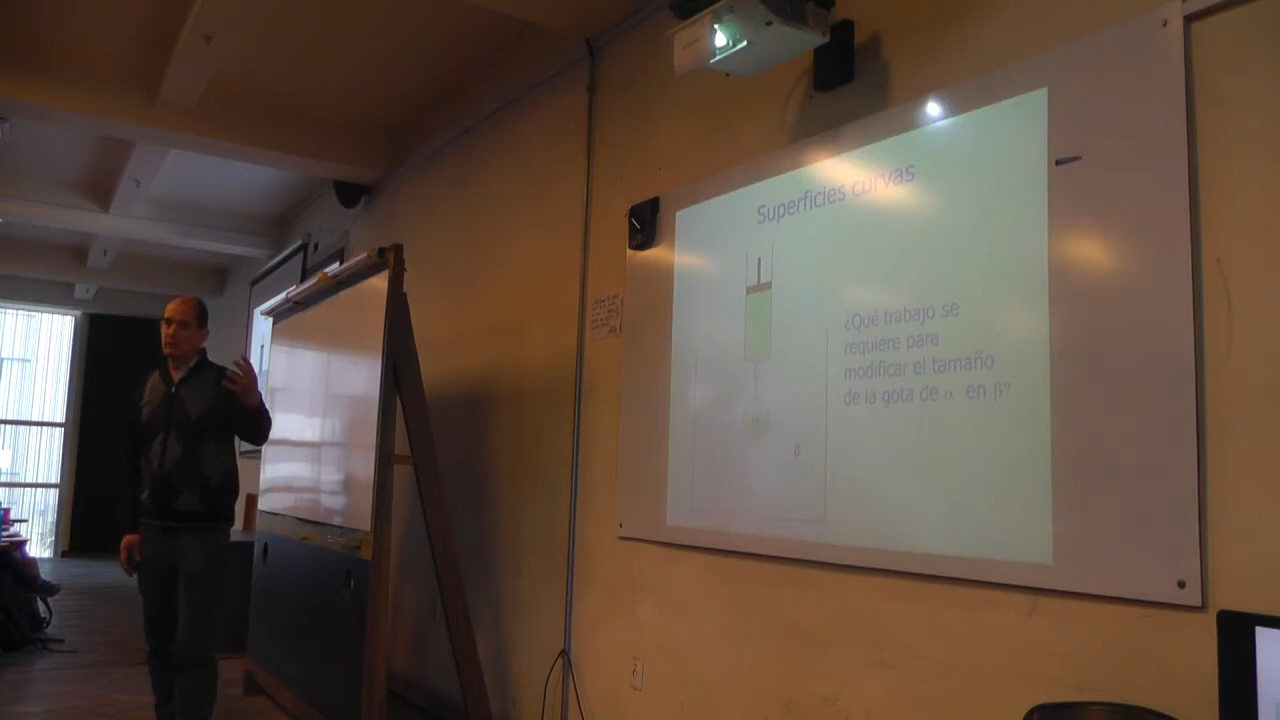 Superficies curvas
¿Qué trabajo se
requiere para
modificar el tamaño
de la gota de α en β?
β